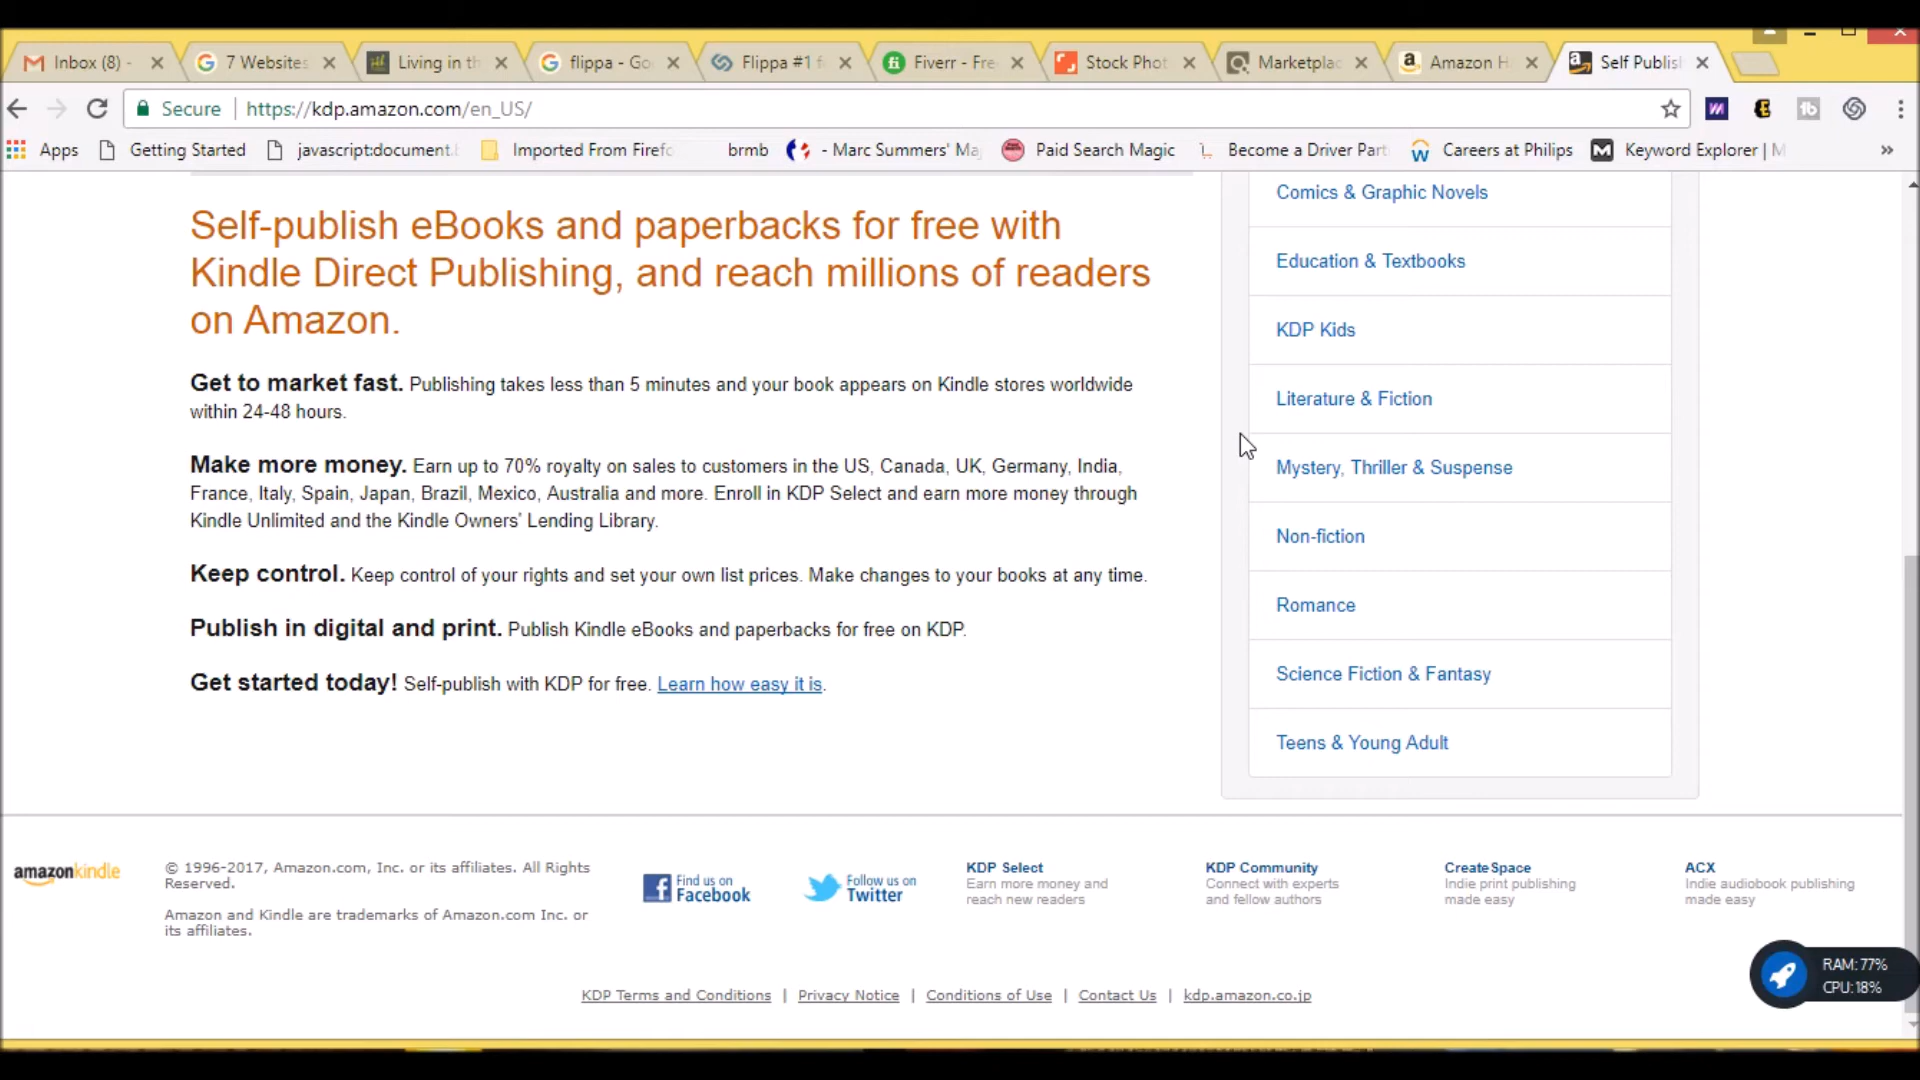 Inbox (8) -
7 Websites
Living in th
flippa - Go
Flippa #1 f
Fiverr - Fre
Stock Phot
Marketplac
Amazon H
Self Publis
Secure
https://kdp.amazon.com/en_US/
Apps
Getting Started
javascript:document.
Imported From Firefo
brmb
- Marc Summers' Ma
Paid Search Magic
Become a Driver Part
Careers at Philips
Keyword Explorer | M
»
Self-publish eBooks and paperbacks for free with
Kindle Direct Publishing, and reach millions of readers
on Amazon.
Get to market fast. Publishing takes less than 5 minutes and your book appears on Kindle stores worldwide
within 24-48 hours.
Make more money. Earn up to 70% royalty on sales to customers in the US, Canada, UK, Germany, India,
France, Italy, Spain, Japan, Brazil, Mexico, Australia and more. Enroll in KDP Select and earn more money through
Kindle Unlimited and the Kindle Owners' Lending Library.
Keep control. Keep control of your rights and set your own list prices. Make changes to your books at any time.
Publish in digital and print. Publish Kindle eBooks and paperbacks for free on KDP.
Get started today! Self-publish with KDP for free. Learn how easy it is.
Comics & Graphic Novels
Education & Textbooks
KDP Kids
Literature & Fiction
Mystery, Thriller & Suspense
Non-fiction
Romance
Science Fiction & Fantasy
Teens & Young Adult
amazonkindle
© 1996-2017, Amazon.com, Inc. or its affiliates. All Rights
Reserved.
Amazon and Kindle are trademarks of Amazon.com Inc. or
its affiliates.
Find us on
Facebook
Follow us on
Twitter
KDP Select
Earn more money and
reach new readers
KDP Community
Connect with experts
and fellow authors
CreateSpace
Indie print publishing
made easy
ACX
Indie audiobook publishing
made easy
RAM:77%
CPU:18%
KDP Terms and Conditions | Privacy Notice | Conditions of Use | Contact Us | kdp.amazon.co.jp